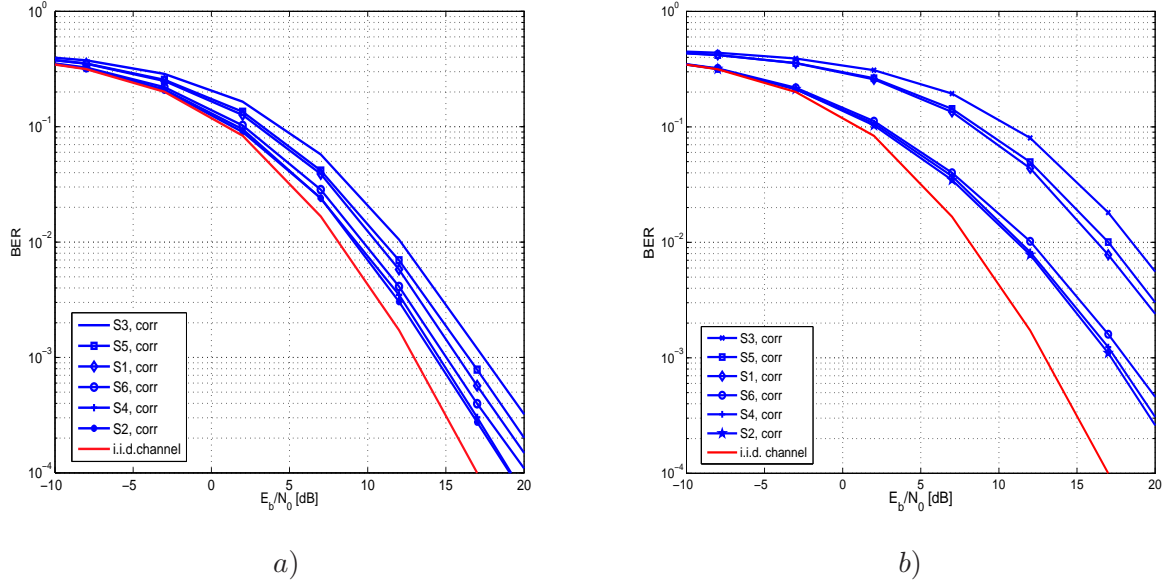 10^0
10^-1
10^-2
10^-3
10^-4
BER
S3, corr
S5, corr
S1, corr
S6, corr
S4, corr
S2, corr
i.i.d.channel
−10 −5 0 5 10 15 20
E_b/N_0 [dB]
a)
10^0
10^-1
10^-2
10^-3
10^-4
BER
S3, corr
S5, corr
S1, corr
S6, corr
S4, corr
S2, corr
i.i.d.channel
−10 −5 0 5 10 15 20
E_b/N_0 [dB]
b)